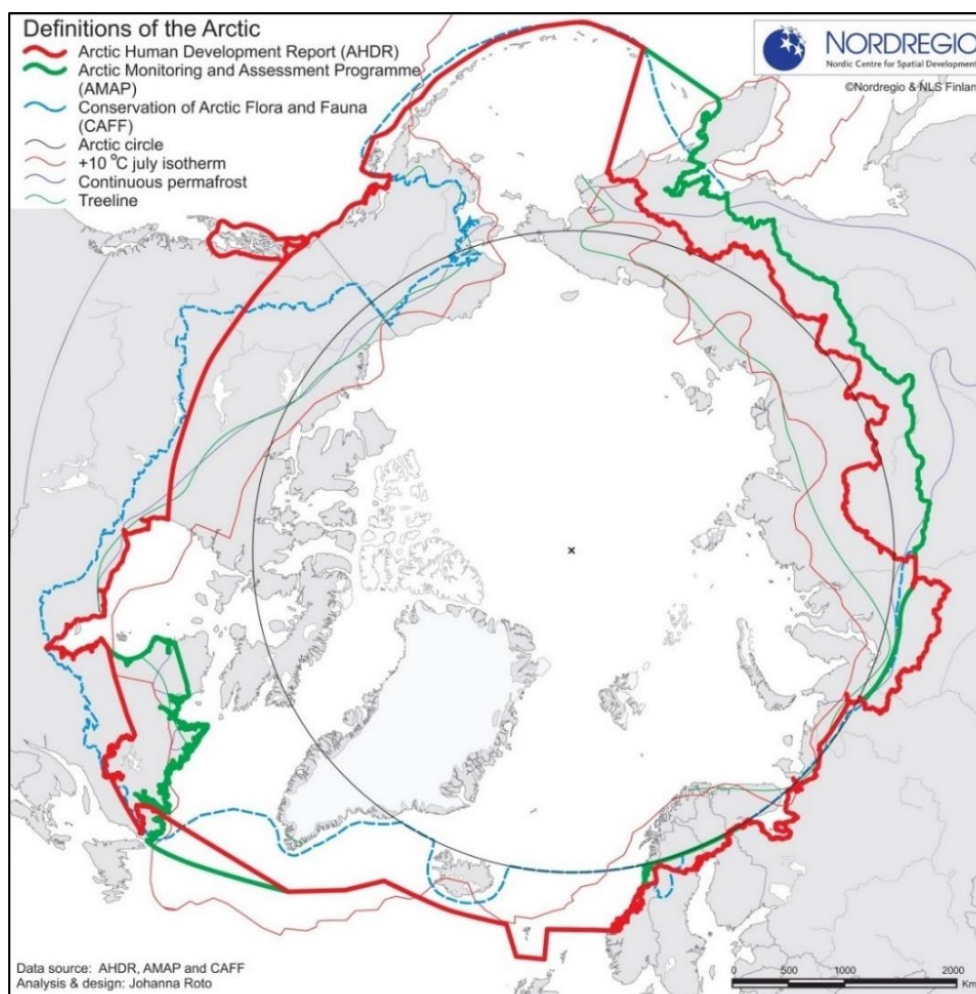 Definitions of the Arctic
Arctic Human Development Report (AHDR)
Arctic Monitoring and Assessment Programme
(AMAP)
Conservation of Arctic Flora and Fauna
(CAFF)
Arctic circle
+10 °C july isotherm
Continuous permafrost
Treeline
NORDREGIO
Nordic Centre for Spatial Development
©Nordregio & NLS Finland
Data source: AHDR, AMAP and CAFF
Analysis & design: Johanna Roto
0 500 1000 2000
Km